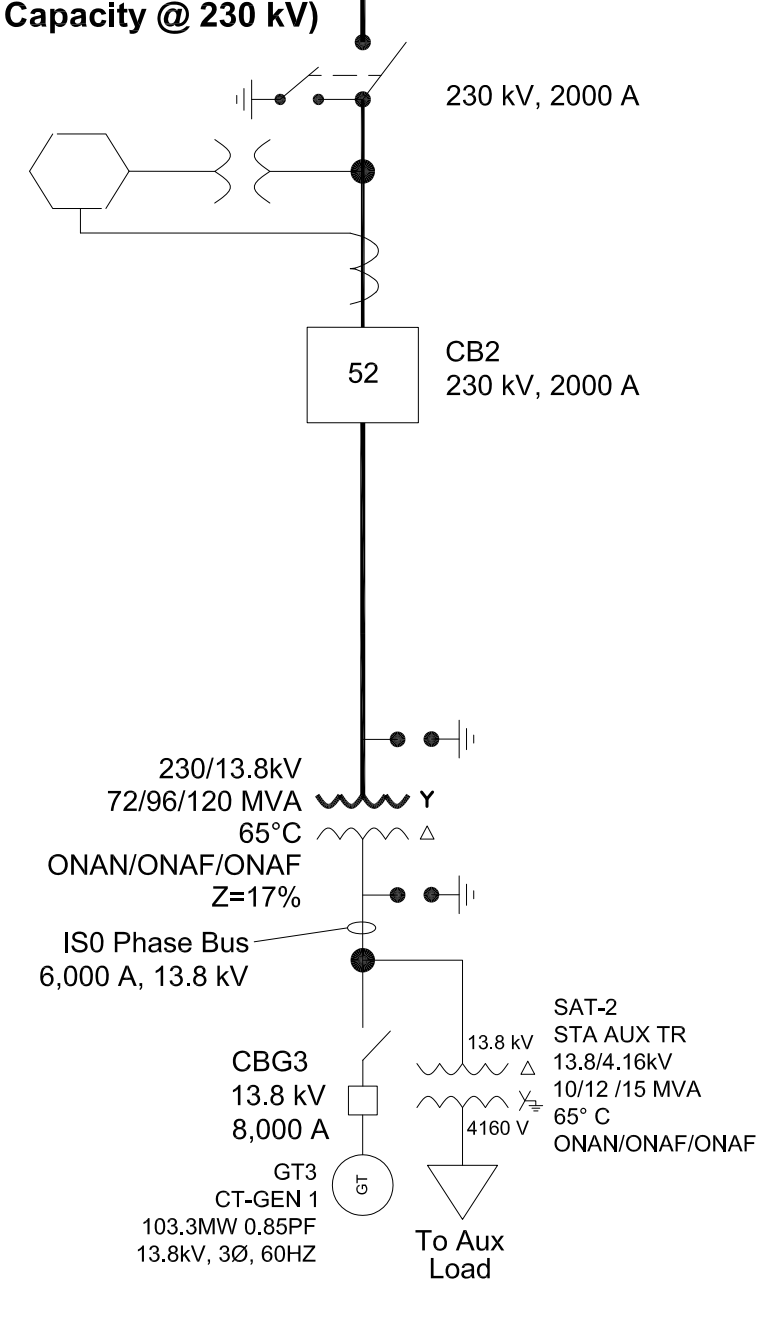 Capacity @ 230 kV)
230 kV, 2000 A
52
CB2
230 kV, 2000 A
230/13.8kV
72/96/120 MVA
Y
65°C
△
ONAN/ONAF/ONAF
Z=17%
IS0 Phase Bus
6,000 A, 13.8 kV
CBG3
13.8 kV
8,000 A
GT
GT3
CT-GEN 1
103.3MW 0.85PF
13.8kV, 3Ø, 60HZ
13.8 kV
△
4160 V
SAT-2
STA AUX TR
13.8/4.16kV
10/12 /15 MVA
65° C
ONAN/ONAF/ONAF
To Aux
Load